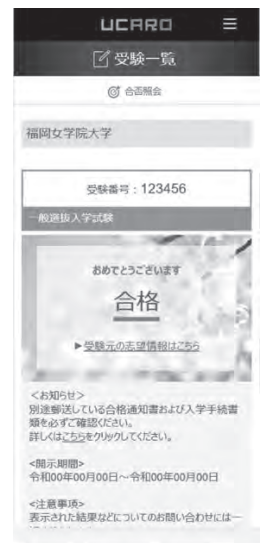 UCARO
受験一覧
合否照会
福岡女学院大学
受験番号：123456
一般選抜入学試験
おめでとうございます
合格
▶受験元の志望情報はこちら
＜お知らせ＞
別途郵送している合格通知書および入学手続書
類を必ずご確認ください。
詳しくはこちらをクリックしてください。
<開示期間>
令和00年00月00日～令和00年00月00日
<注意事項>
表示された結果などについてのお問い合わせには一